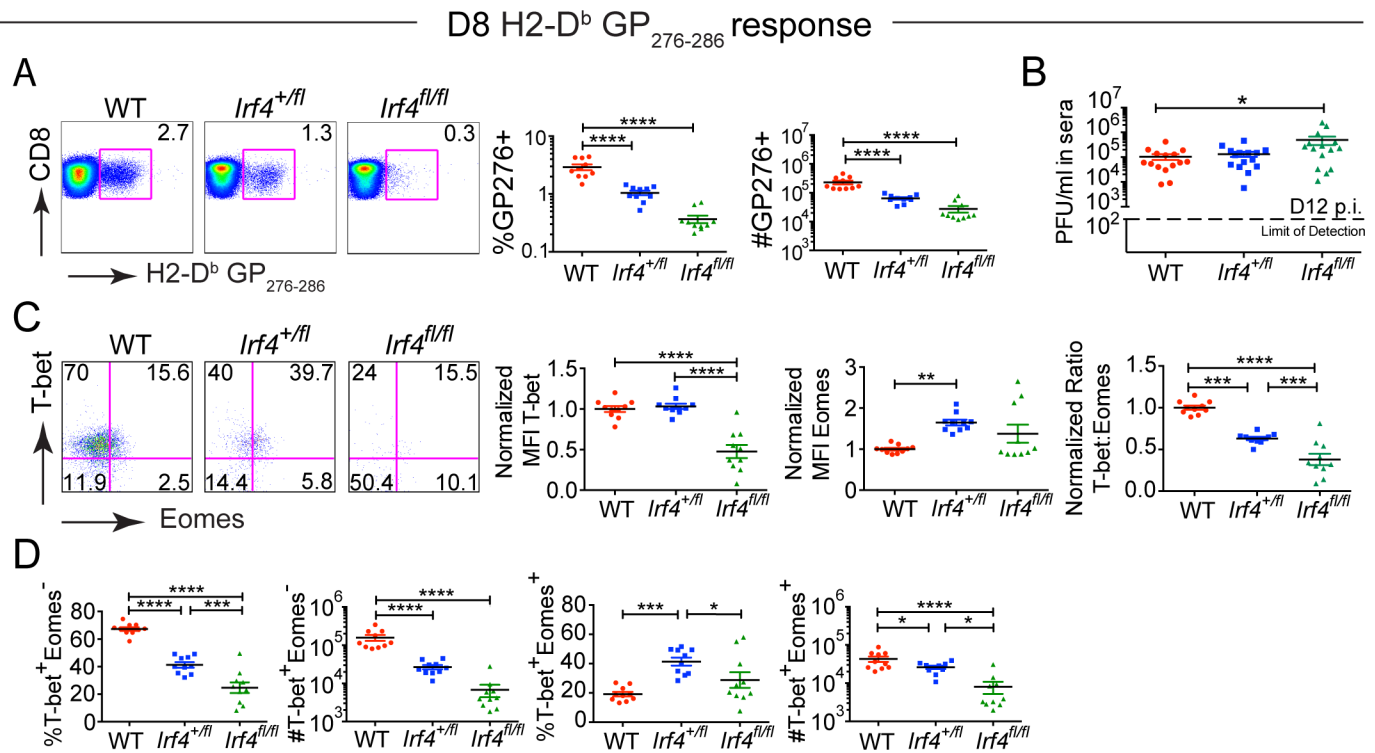 D8 H2-Dᵇ GP276-286 response
A
WT Irf4+/fl Irf4fl/fl
2.7 1.3 0.3
CD8
H2-Dᵇ GP276-286
%GP276+
10
1
0.1
**** ****
WT Irf4+/fl Irf4fl/fl
#GP276+
10⁷
10⁶
10⁵
10⁴
10³
**** ****
WT Irf4+/fl Irf4fl/fl
B
PFU/ml in sera
10⁷
10⁶
10⁵
10⁴
10³
10²
*
D12 p.i.
Limit of Detection
WT Irf4+/fl Irf4fl/fl
C
WT Irf4+/fl Irf4fl/fl
70 15.6 40 39.7 24 15.5
11.9 2.5 14.4 5.8 50.4 10.1
T-bet
Eomes
Normalized
MFI T-bet
1.5
1.0
0.5
0.0
****
****
WT Irf4+/fl Irf4fl/fl
Normalized
MFI Eomes
3
2
1
0
**
WT Irf4+/fl Irf4fl/fl
Normalized Ratio
T-bet:Eomes
1.5
1.0
0.5
0.0
****
*** ***
WT Irf4+/fl Irf4fl/fl
D
%T-bet⁺Eomes⁻
80
60
40
20
0
****
**** ***
WT Irf4+/fl Irf4fl/fl
#T-bet⁺Eomes⁻
10⁶
10⁵
10⁴
10³
****
****
WT Irf4+/fl Irf4fl/fl
%T-bet⁺Eomes⁺
80
60
40
20
0
*** *
WT Irf4+/fl Irf4fl/fl
#T-bet⁺Eomes⁺
10⁶
10⁵
10⁴
10³
****
* *
WT Irf4+/fl Irf4fl/fl